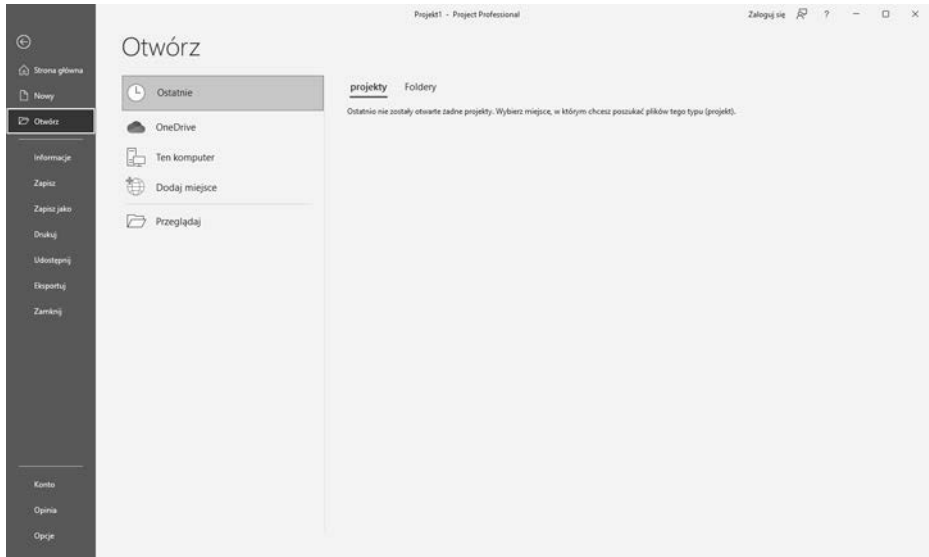 Projekt1 - Project Professional
Zaloguj się
?
Strona główna
Nowy
Otwórz
Informacje
Zapisz
Zapisz jako
Drukuj
Udostępnij
Eksportuj
Zamknij
Konto
Opinia
Opcje
Otwórz
Ostatnie
OneDrive
Ten komputer
Dodaj miejsce
Przeglądaj
projekty Foldery
Ostatnio nie zostały otwarte żadne projekty. Wybierz miejsce, w którym chcesz poszukać plików tego typu (projekt).